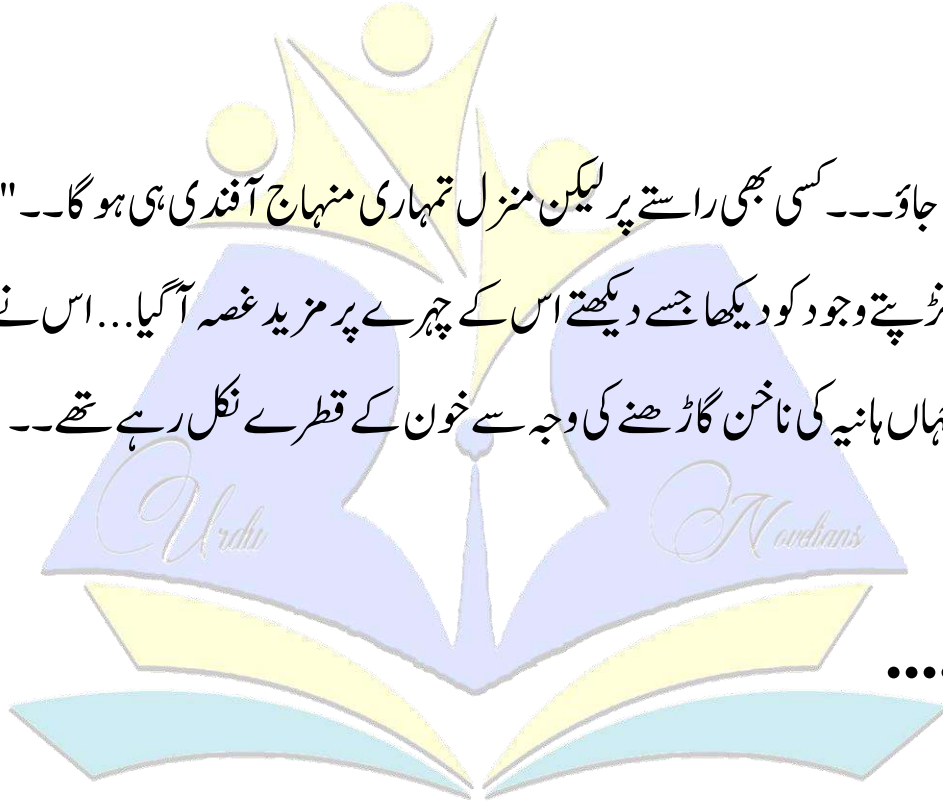 جاؤ۔۔۔ کسی بھی راستے پر لیکن منزل تمہاری منہاج آفندی ہی ہو گا۔۔"
وجود کو دیکھا جسے دیکھتے اس کے چہرے پر مزید غصہ آ گیا... اس نے
ہانیہ کی ناخن گاڑھنے کی وجہ سے خون کے قطرے نکل رہے تھے۔۔
Urdu Novelians
....